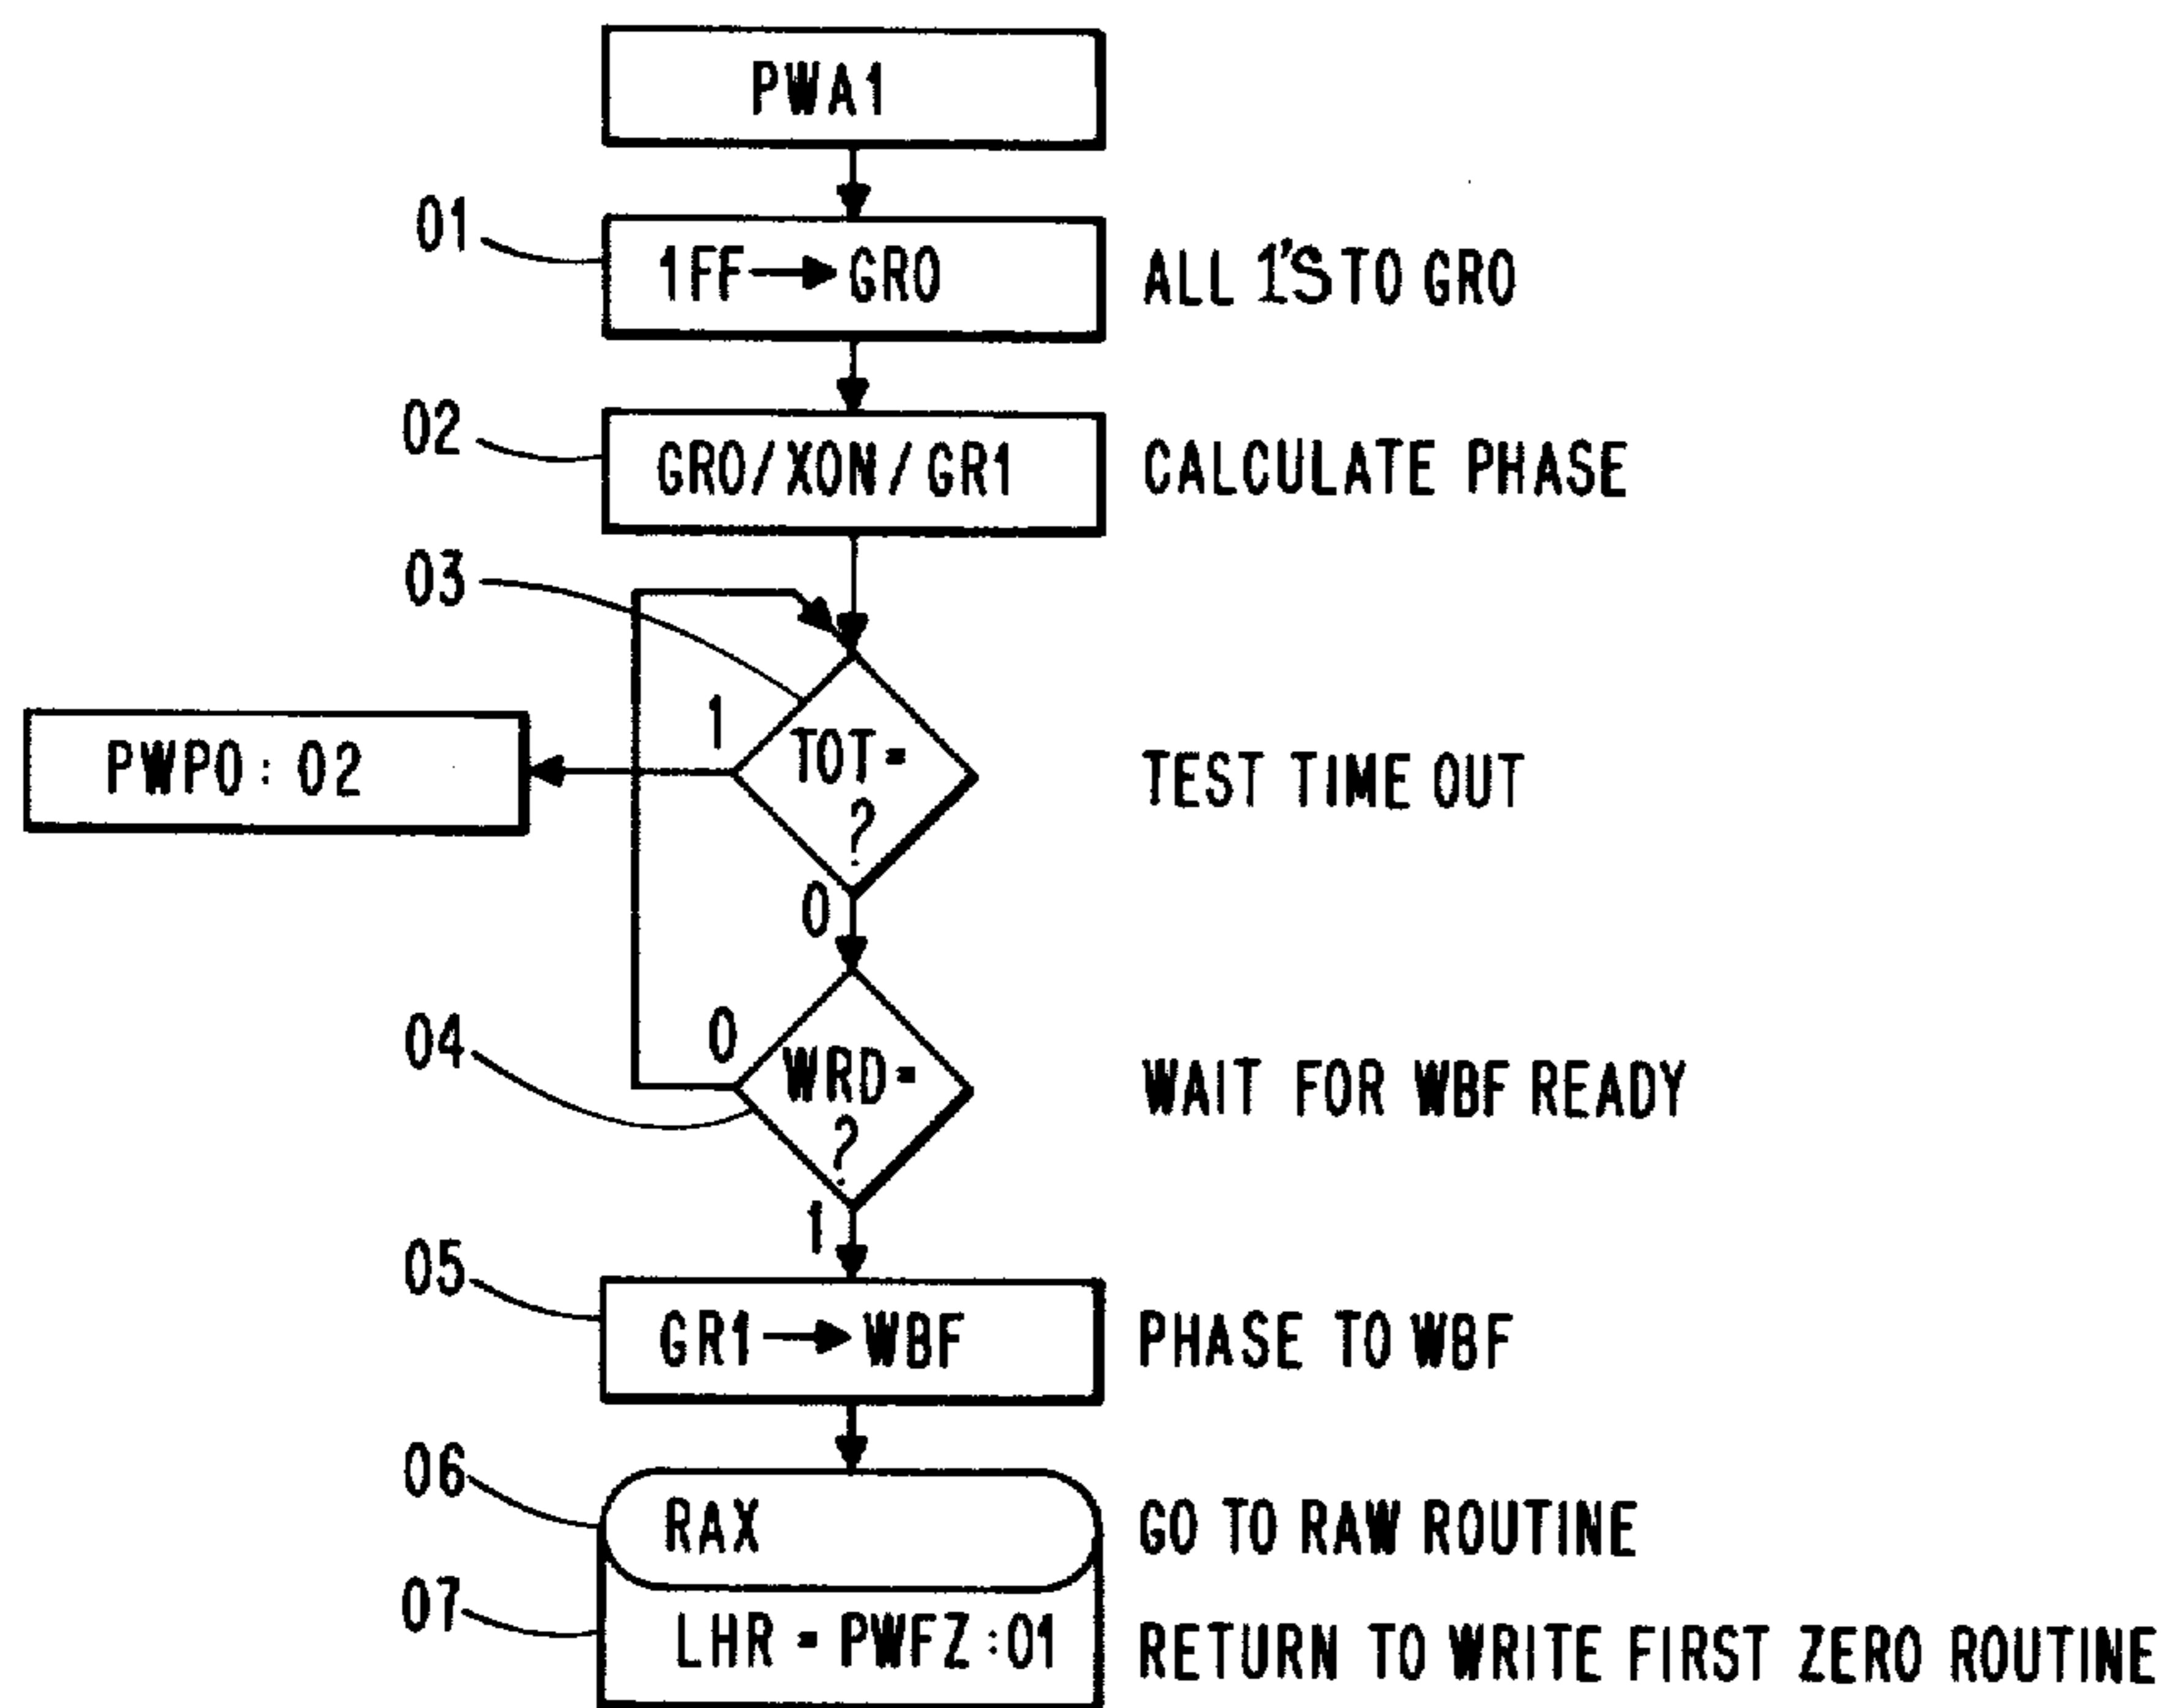 PWA1
01
1FF → GR0
ALL 1'S TO GR0
02
GR0/XON/GR1
CALCULATE PHASE
03
1
TOT=
?
TEST TIME OUT
PWP0:02
0
04
0
WRD=
?
WAIT FOR WBF READY
1
05
GR1 → WBF
PHASE TO WBF
06
RAX
GO TO RAW ROUTINE
07
LHR = PWFZ:01
RETURN TO WRITE FIRST ZERO ROUTINE